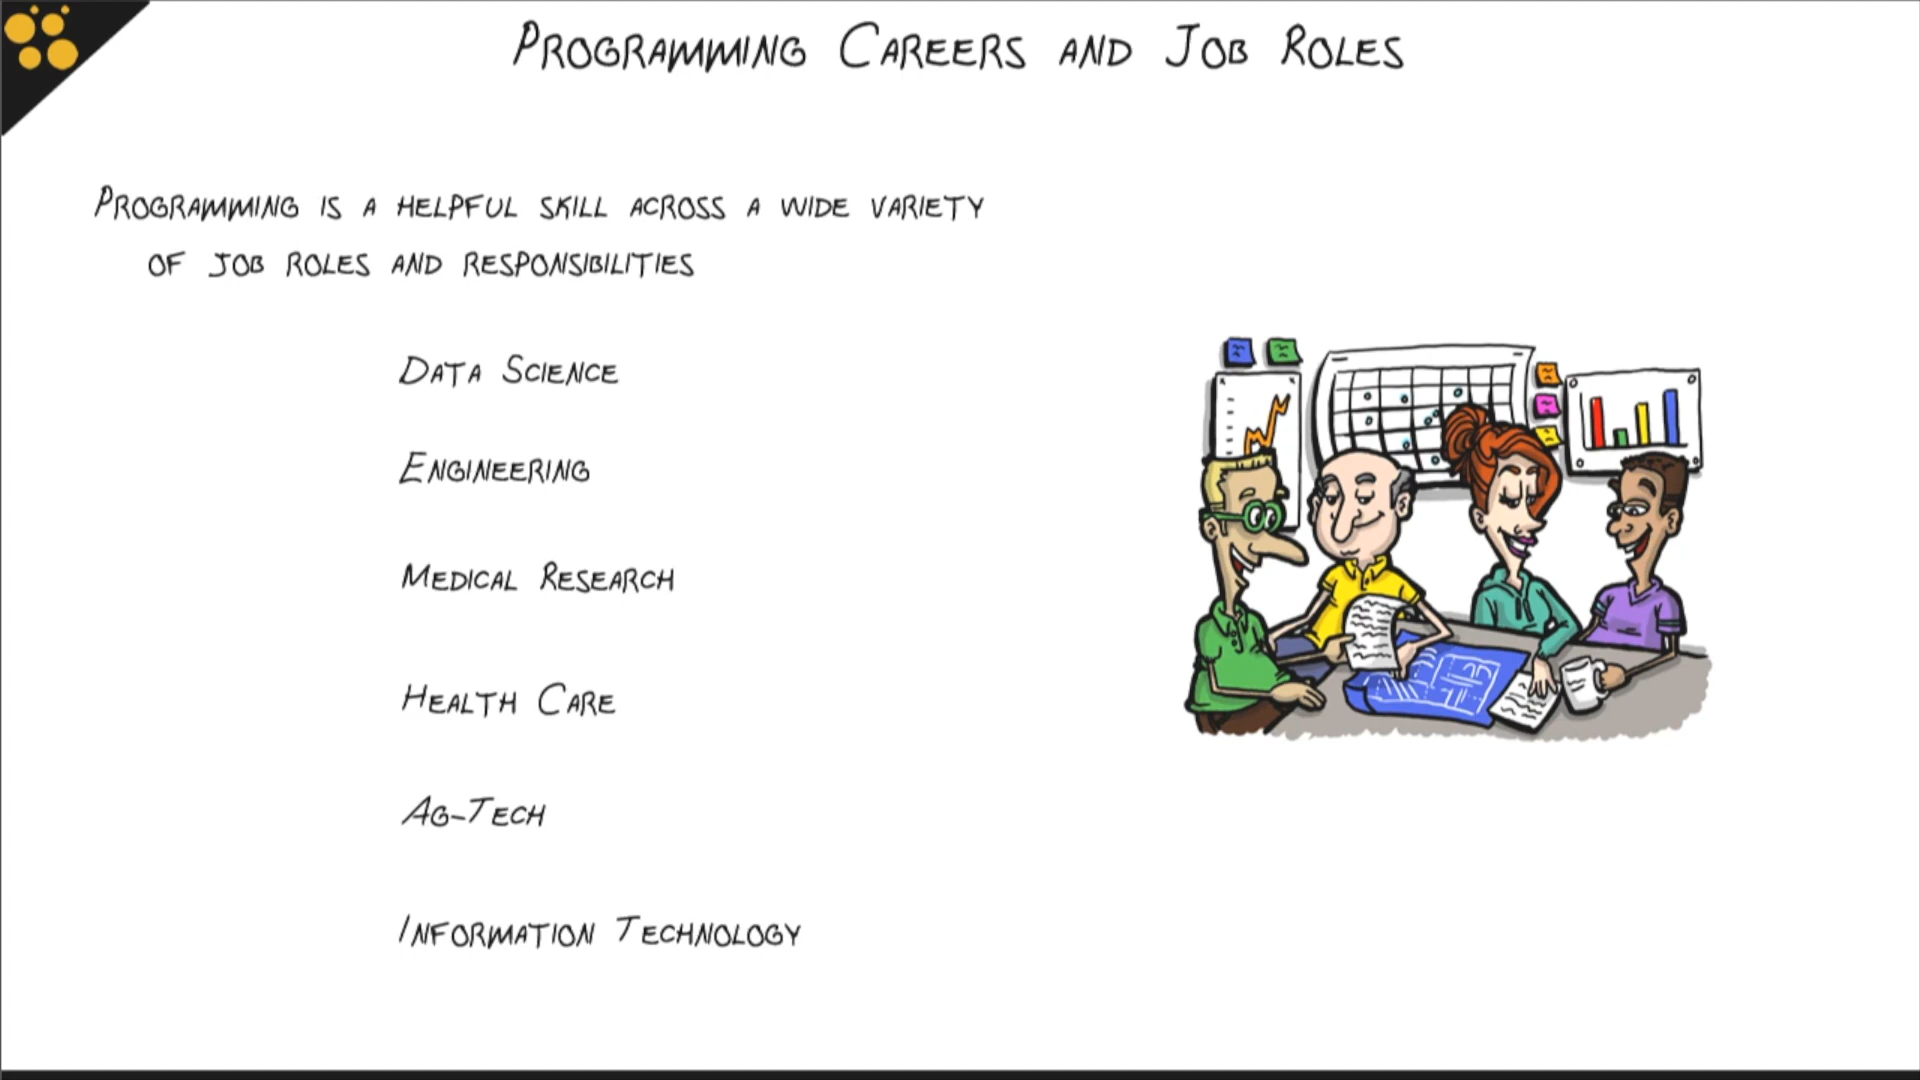 Programming Careers and Job Roles
Programming is a helpful skill across a wide variety
of job roles and responsibilities
Data Science
Engineering
Medical Research
Health Care
Ag-Tech
Information Technology